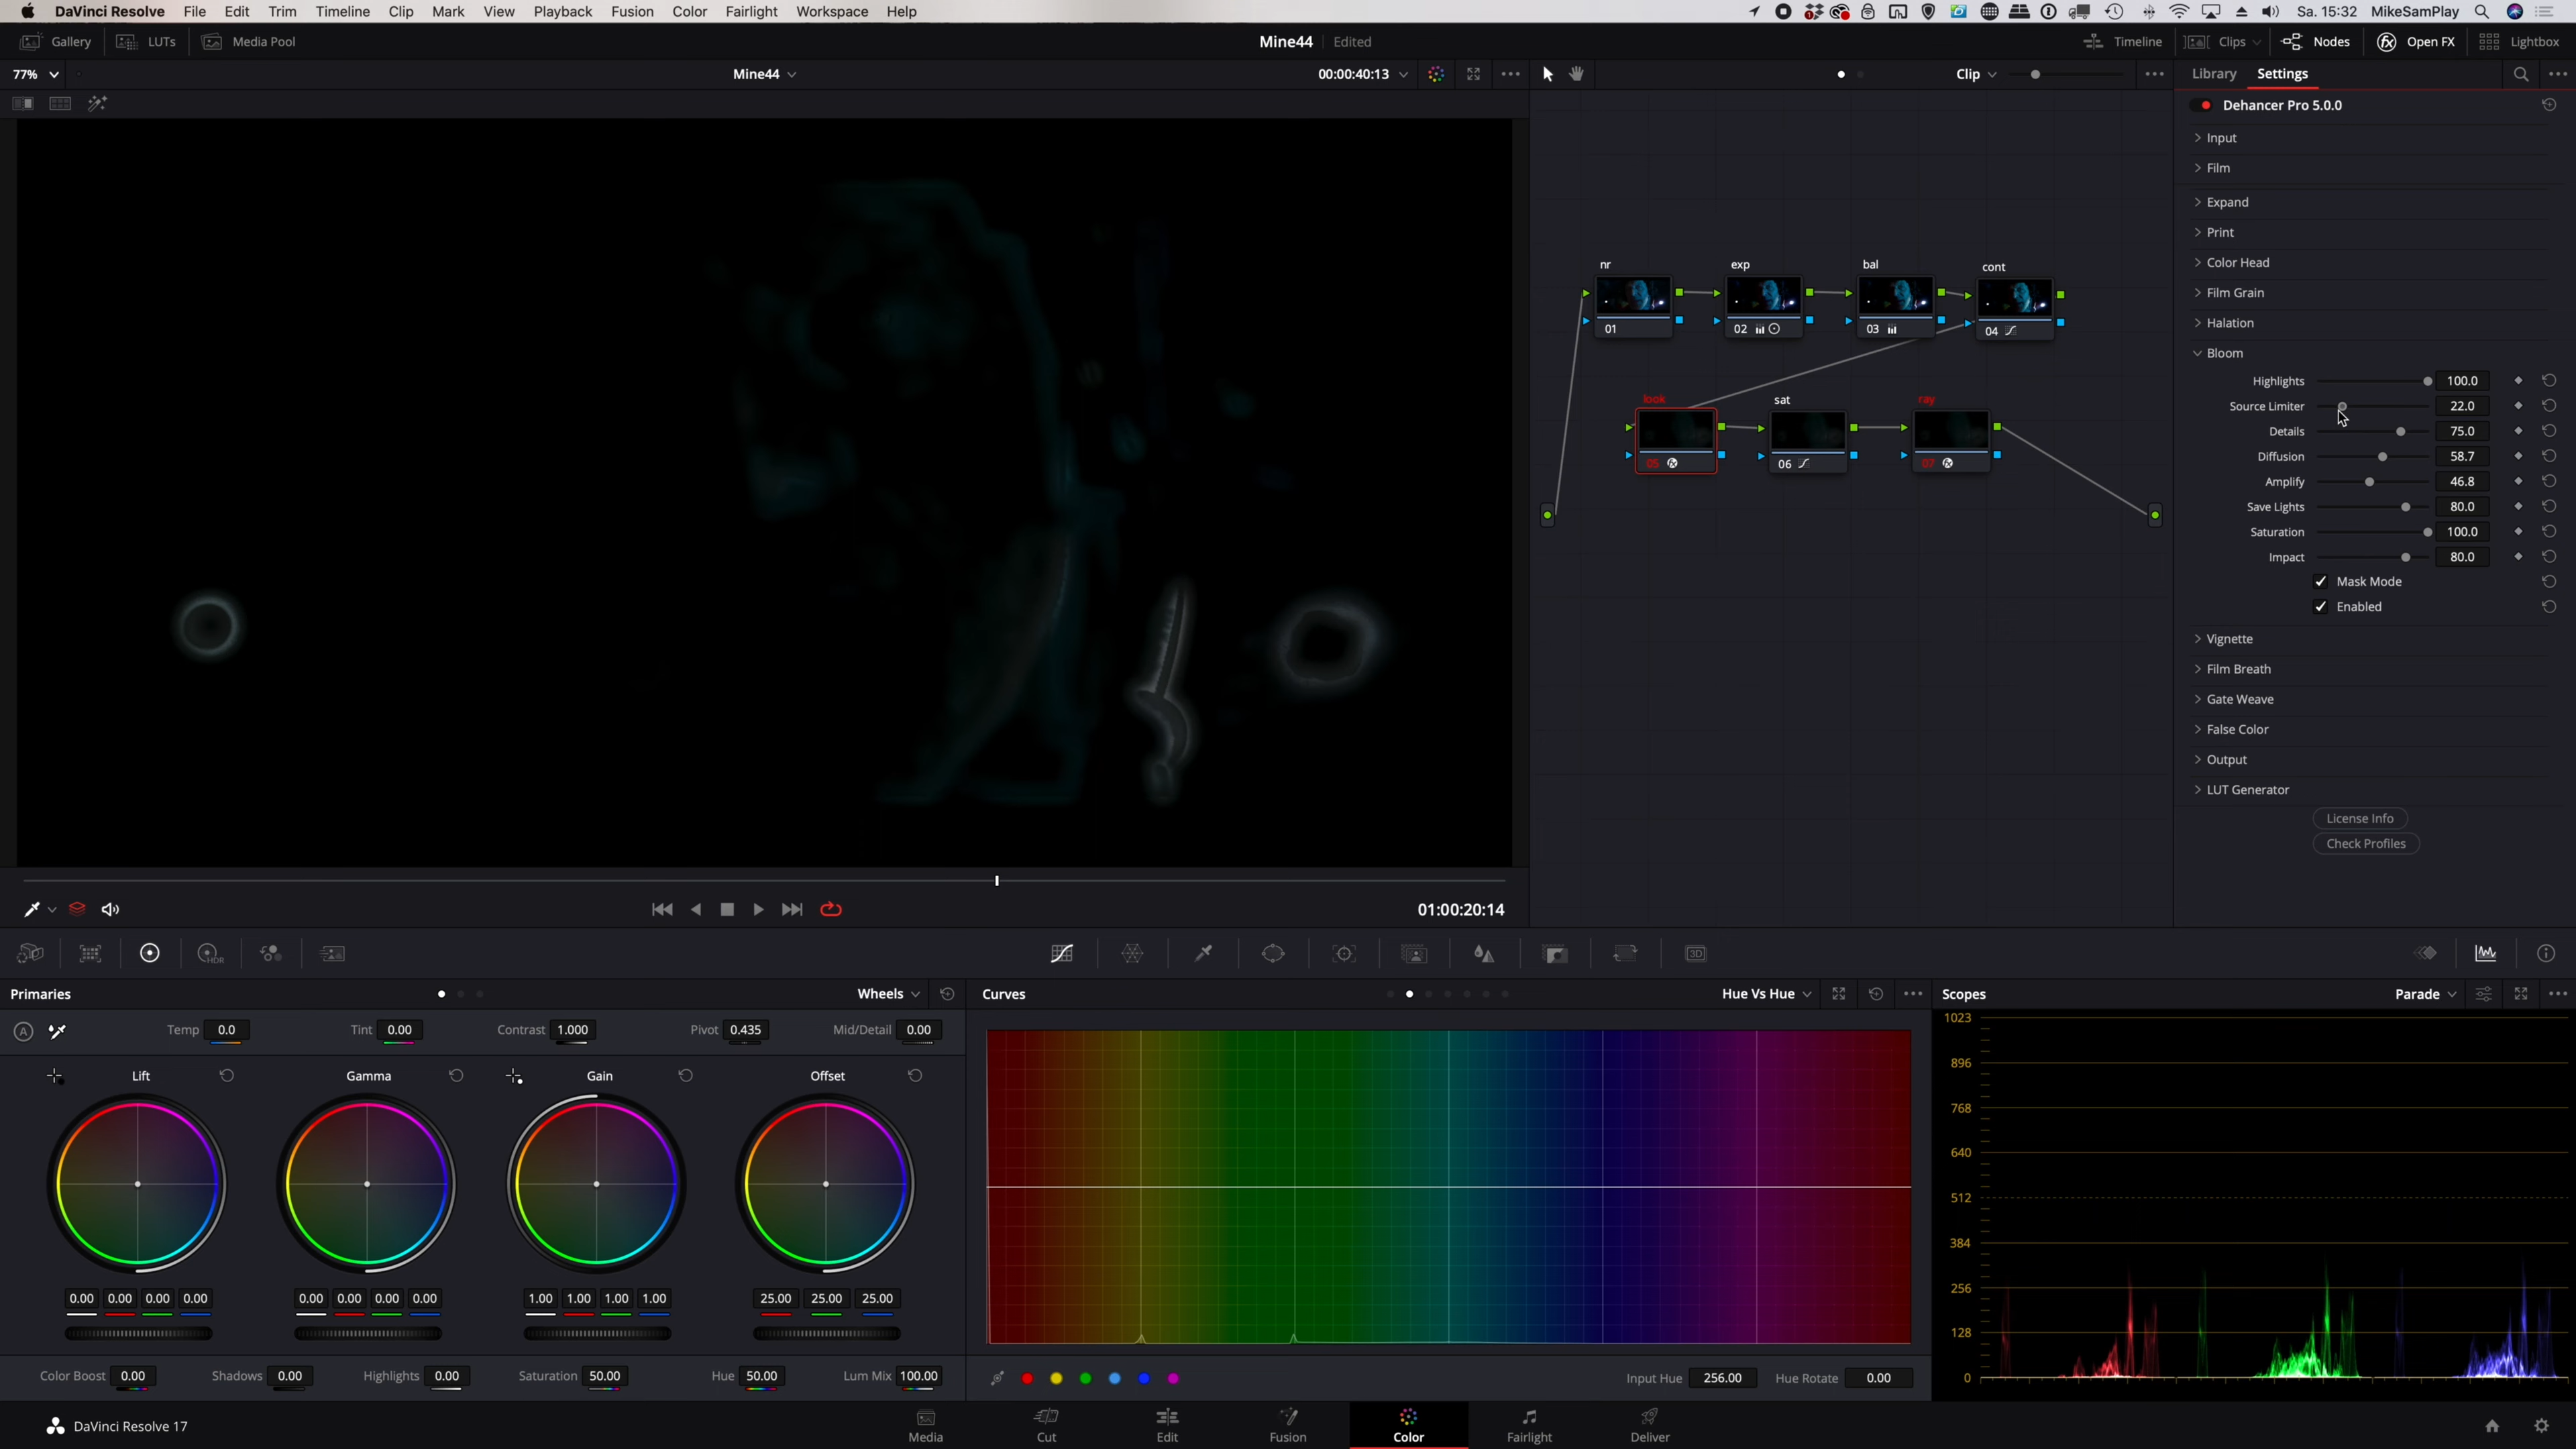 DaVinci Resolve File Edit Trim Timeline Clip Mark View Playback Fusion Color Fairlight Workspace Help Sa. 15:32 MikeSamPlay
Gallery LUTs Media Pool Mine44 Edited Timeline Clips Nodes Open FX Lightbox
77% Mine44 00:00:40:13 Clip Library Settings
Dehancer Pro 5.0.0
Input
Film
Expand
Print
Color Head
Film Grain
Halation
Bloom
Highlights 100.0
Source Limiter 22.0
Details 75.0
Diffusion 58.7
Amplify 46.8
Save Lights 80.0
Saturation 100.0
Impact 80.0
Mask Mode
Enabled
Vignette
Film Breath
Gate Weave
False Color
Output
LUT Generator
License Info
Check Profiles
nr exp bal cont
01 02 03 04
look sat ray
05 06 07
01:00:20:14
HDR 3D
Primaries Wheels
A Temp 0.0 Tint 0.00 Contrast 1.000 Pivot 0.435 Mid/Detail 0.00
Lift Gamma Gain Offset
0.00 0.00 0.00 0.00 0.00 0.00 0.00 0.00 1.00 1.00 1.00 1.00 25.00 25.00 25.00
Color Boost 0.00 Shadows 0.00 Highlights 0.00 Saturation 50.00 Hue 50.00 Lum Mix 100.00
Curves Hue Vs Hue
Input Hue 256.00 Hue Rotate 0.00
Scopes Parade
1023
896
768
640
512
384
256
128
0
DaVinci Resolve 17 Media Cut Edit Fusion Color Fairlight Deliver